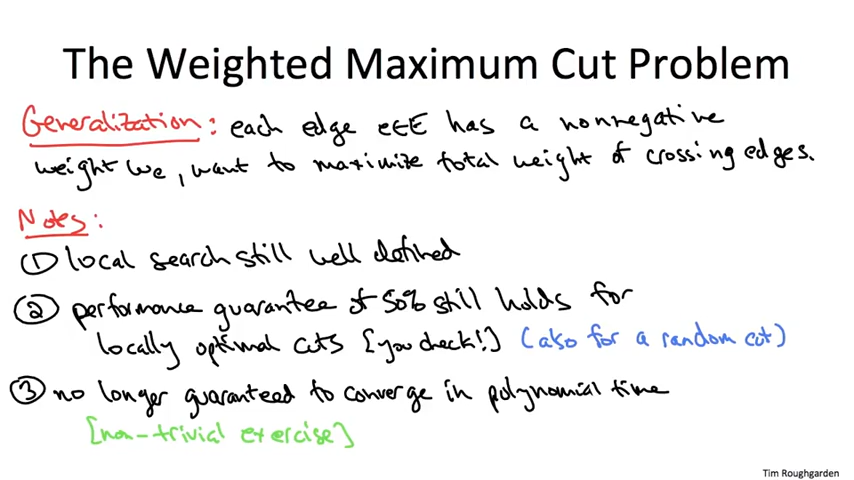 The Weighted Maximum Cut Problem
Generalization: each edge e∈E has a nonnegative
weight we, want to maximize total weight of crossing edges.
Notes:
① local search still well defined
② performance guarantee of 50% still holds for
locally optimal cuts [you check!] (also for a random cut)
③ no longer guaranteed to converge in polynomial time
[non-trivial exercise]
Tim Roughgarden